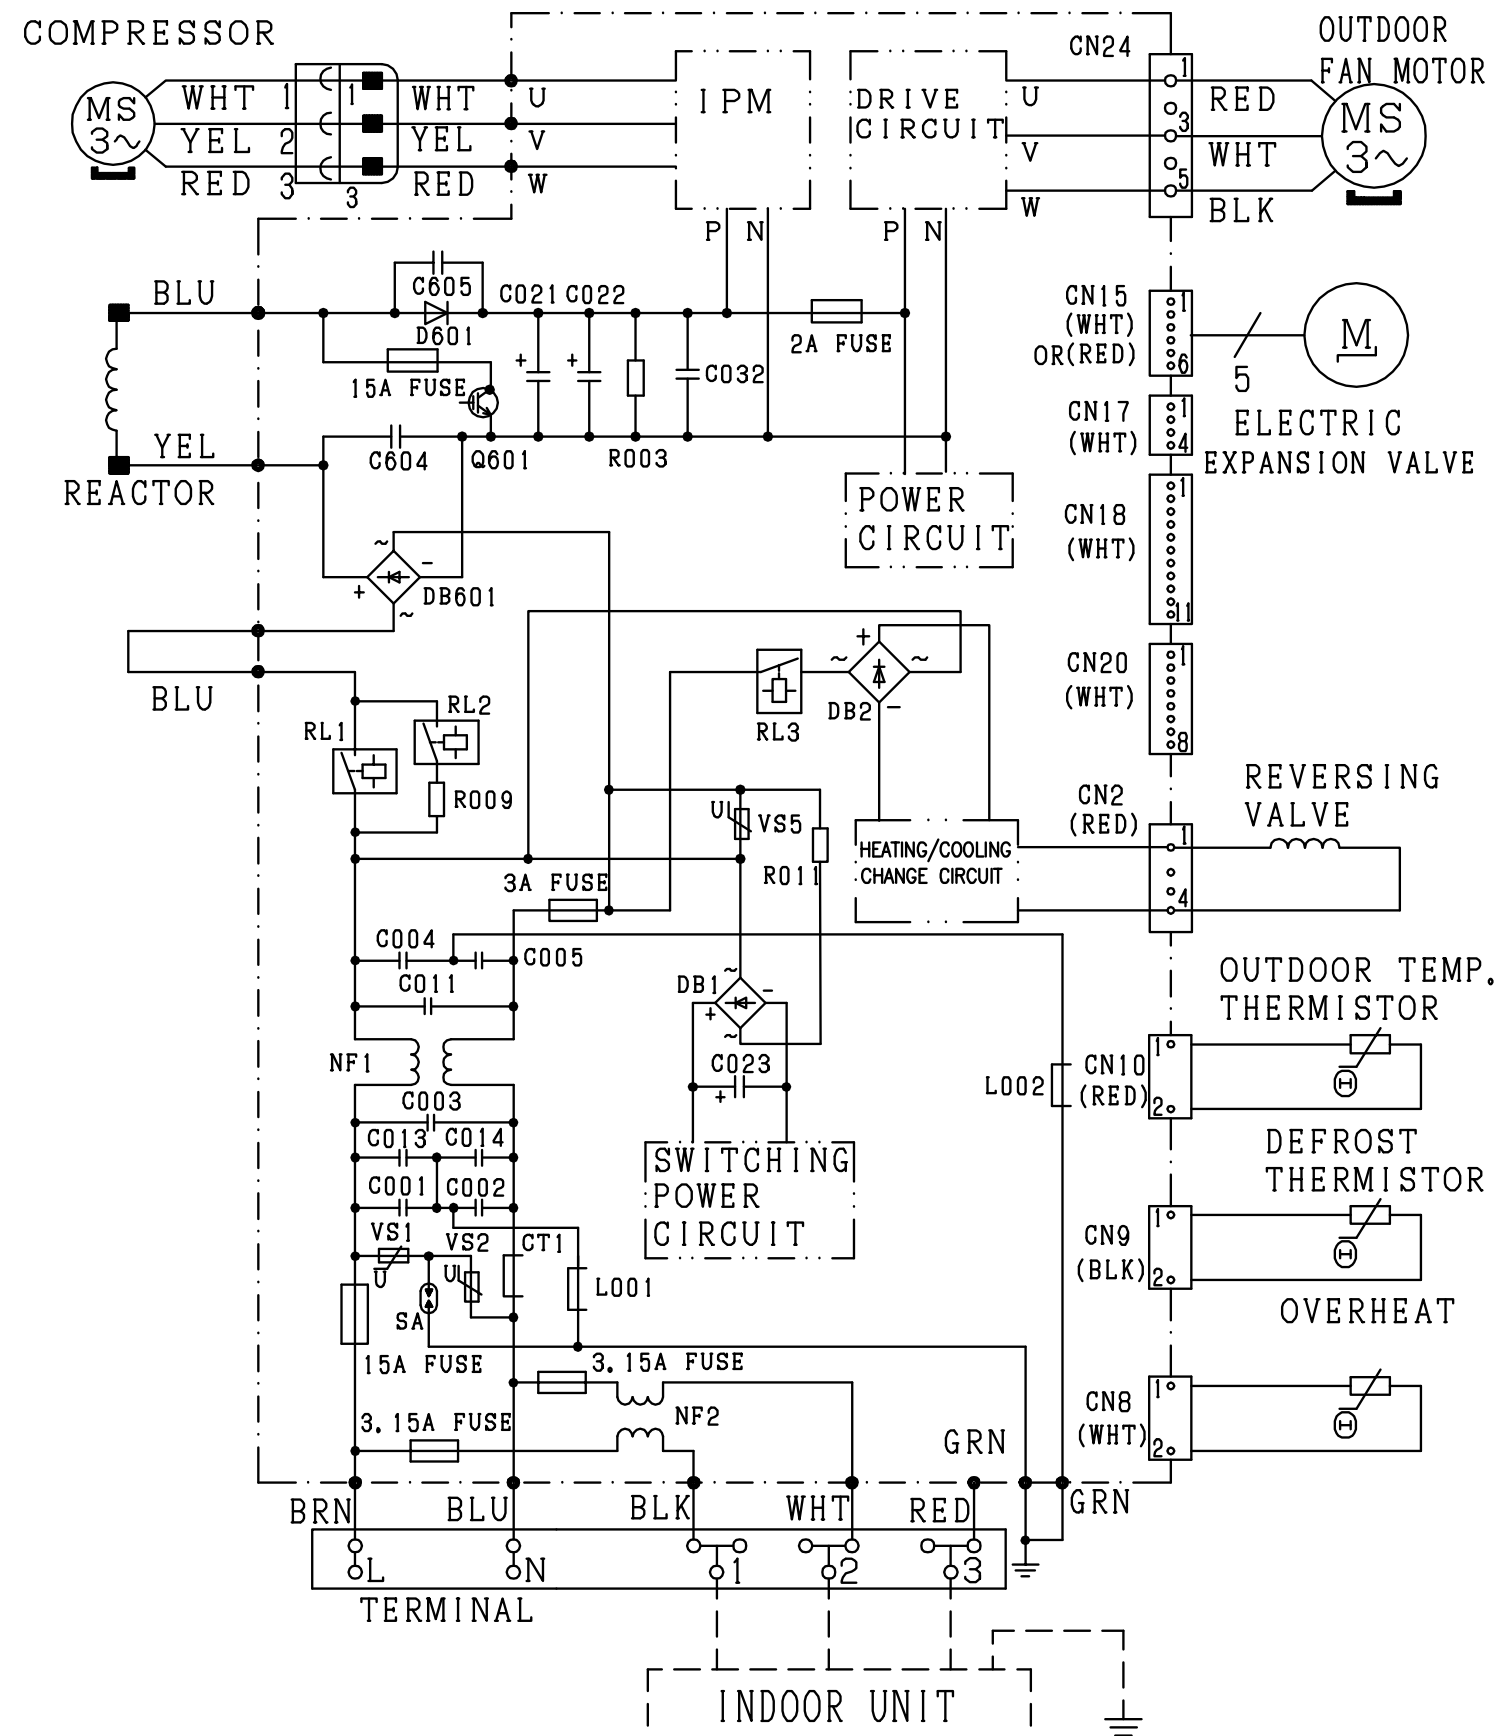 COMPRESSOR
MS
3~
WHT 1
YEL 2
RED 3
1
3
WHT
YEL
RED
U
V
W
IPM
DRIVE
CIRCUIT
U
V
W
CN24
1
3
5
RED
WHT
BLK
OUTDOOR
FAN MOTOR
MS
3~
P N
P N
BLU
YEL
REACTOR
C605
D601
15A FUSE
C021 C022
+
+
C032
R003
2A FUSE
C604
Q601
POWER
CIRCUIT
CN15
(WHT)
OR(RED)
1
6
5
M
ELECTRIC
EXPANSION VALVE
CN17
(WHT)
1
4
CN18
(WHT)
1
11
CN20
(WHT)
1
8
~
-
+
~
DB601
BLU
RL1
RL2
R009
RL3
~
+
~
-
DB2
U
VS5
R011
HEATING/COOLING
CHANGE CIRCUIT
CN2
(RED)
1
4
REVERSING
VALVE
3A FUSE
C004
C005
C011
NF1
C003
C013 C014
C001 C002
DB1
~
-
+
~
C023
+
SWITCHING
POWER
CIRCUIT
L002
CN10
(RED)
1
2
OUTDOOR TEMP.
THERMISTOR
Θ
CN9
(BLK)
1
2
DEFROST
THERMISTOR
Θ
CN8
(WHT)
1
2
OVERHEAT
Θ
VS1
U
VS2
U
CT1
SA
L001
15A FUSE
3.15A FUSE
3.15A FUSE
NF2
GRN
GRN
BRN
BLU
BLK
WHT
RED
L
N
1
2
3
TERMINAL
INDOOR UNIT